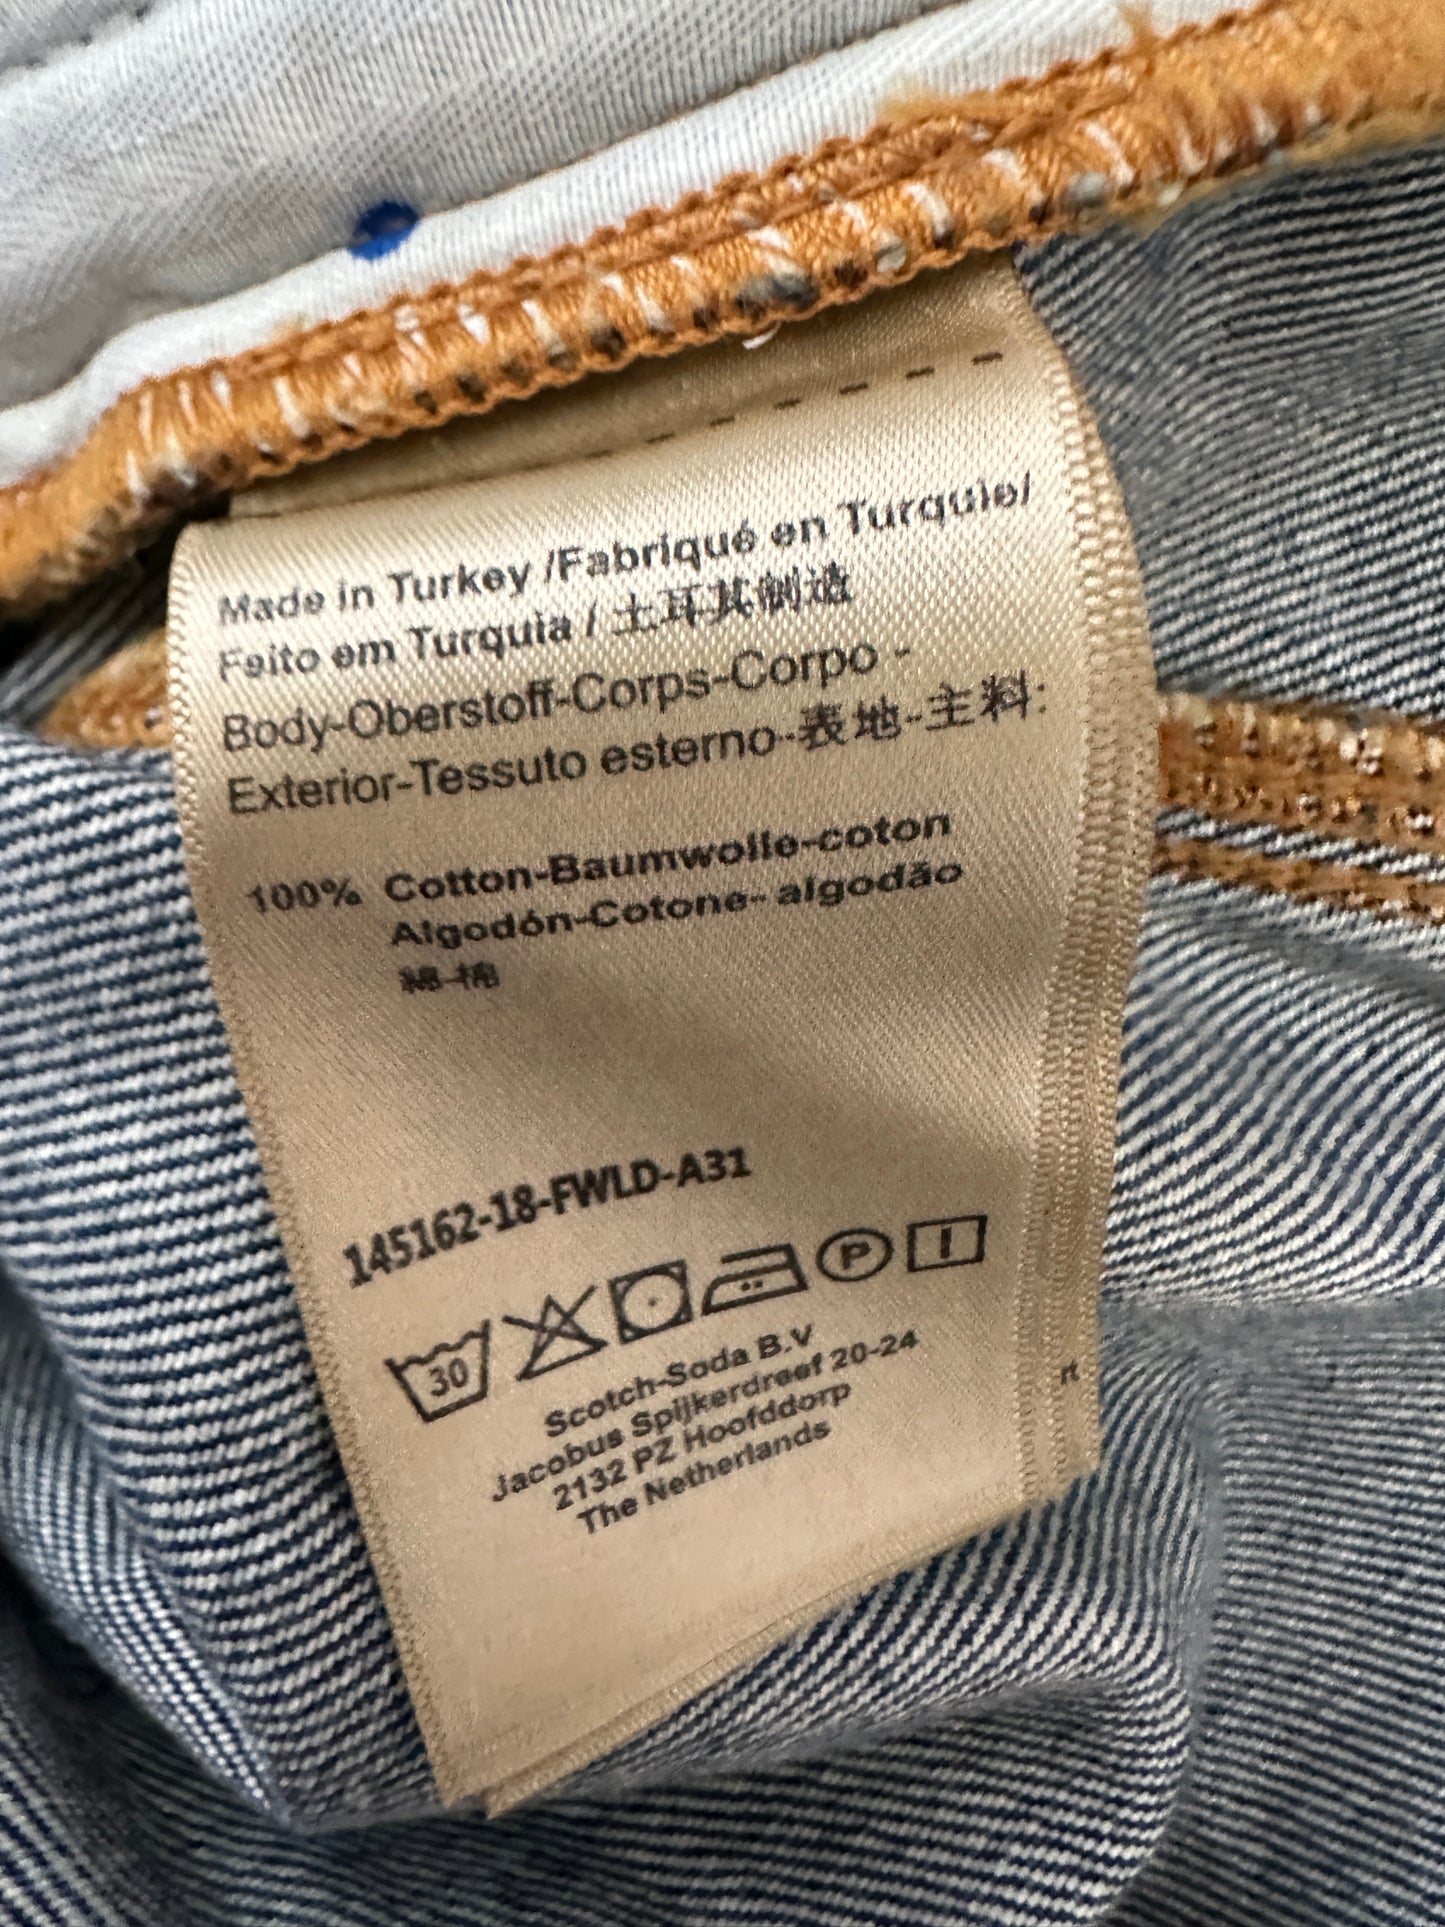 Made in Turkey /Fabriqué en Turquie/
Feito em Turquia / 土耳其制造
Body-Oberstoff-Corps-Corpo -
Exterior-Tessuto esterno-表地-主料:
100% Cotton-Baumwolle-coton
Algodón-Cotone- algodão
綿-棉
145162-18-FWLD-A31
30 P I
Scotch-Soda B.V
Jacobus Spijkerdreef 20-24
2132 PZ Hoofddorp
The Netherlands
rt